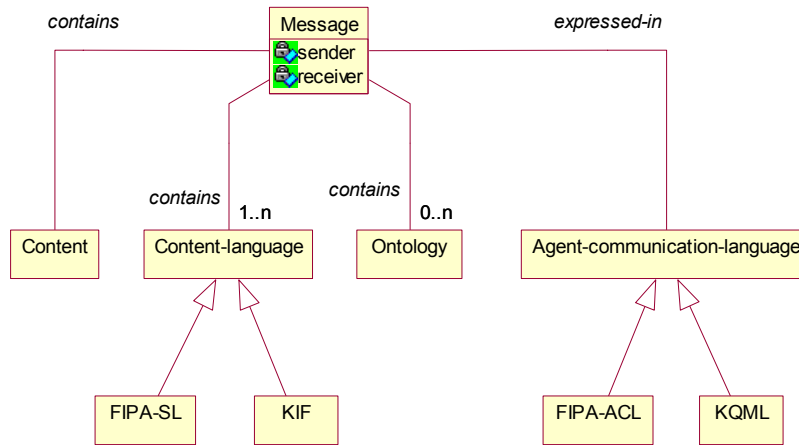 contains
Message
expressed-in
sender
receiver
contains
contains
1..n
0..n
Content
Content-language
Ontology
Agent-communication-language
FIPA-SL
KIF
FIPA-ACL
KQML